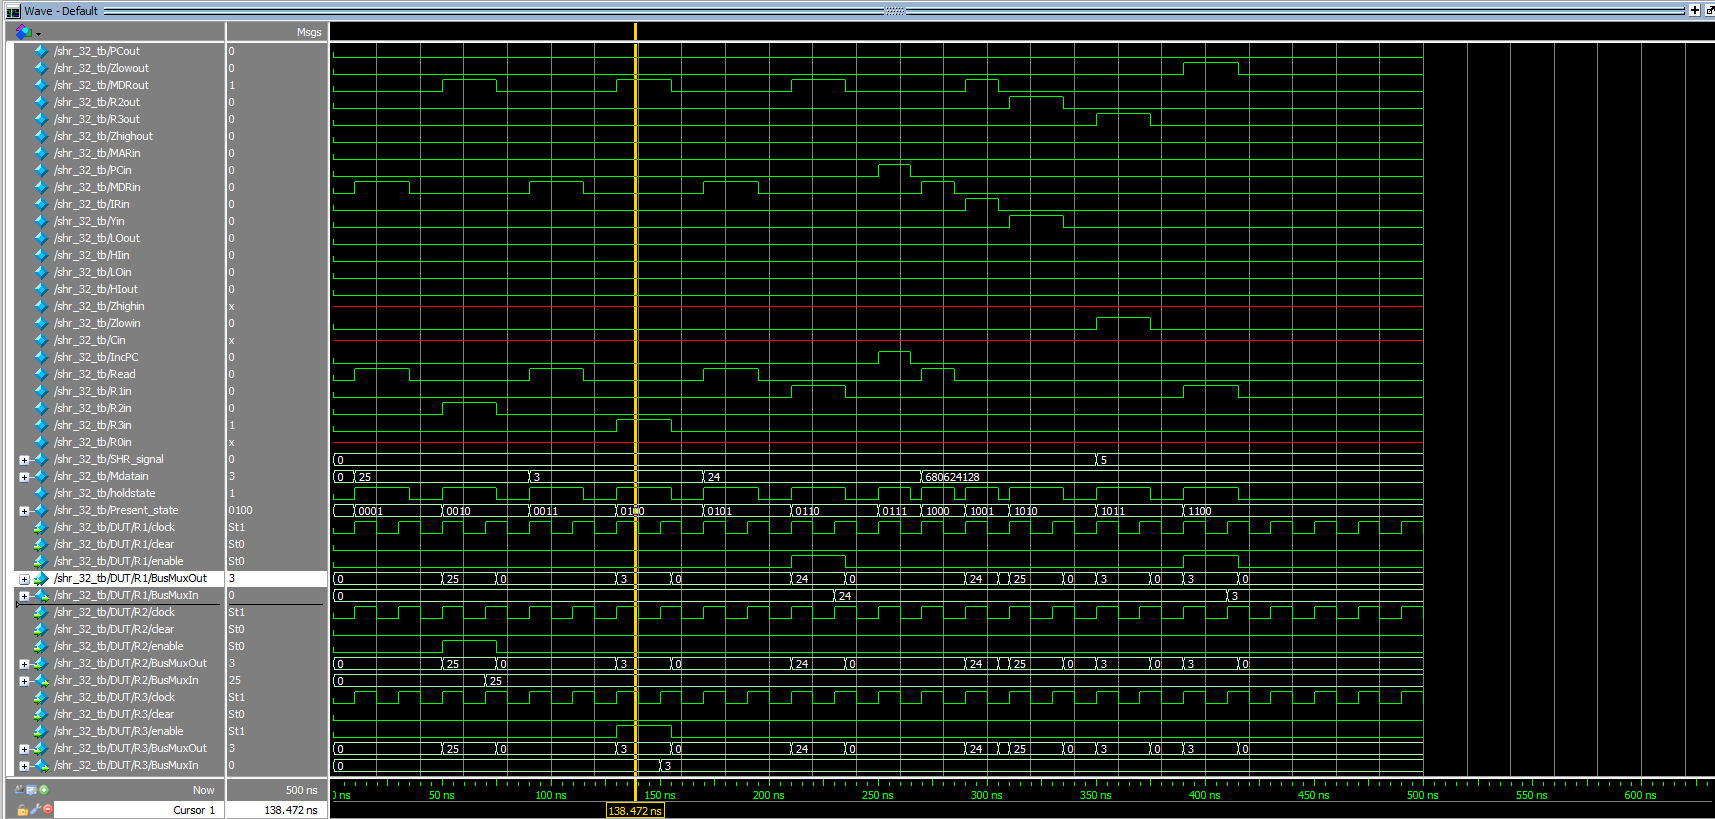 Wave - Default
Msgs
/shr_32_tb/PCout 0
/shr_32_tb/Zlowout 0
/shr_32_tb/MDRout 1
/shr_32_tb/R2out 0
/shr_32_tb/R3out 0
/shr_32_tb/Zhighout 0
/shr_32_tb/MARin 0
/shr_32_tb/PCin 0
/shr_32_tb/MDRin 0
/shr_32_tb/IRin 0
/shr_32_tb/Yin 0
/shr_32_tb/LOout 0
/shr_32_tb/HIin 0
/shr_32_tb/LOin 0
/shr_32_tb/HIout 0
/shr_32_tb/Zhighin x
/shr_32_tb/Zlowin 0
/shr_32_tb/Cin x
/shr_32_tb/IncPC 0
/shr_32_tb/Read 0
/shr_32_tb/R1in 0
/shr_32_tb/R2in 0
/shr_32_tb/R3in 1
/shr_32_tb/R0in x
/shr_32_tb/SHR_signal 0 0 5
/shr_32_tb/Mdatain 3 0 25 3 24 680624128
/shr_32_tb/holdstate 1
/shr_32_tb/Present_state 0100 0001 0010 0011 0100 0101 0110 0111 1000 1001 1010 1011 1100
/shr_32_tb/DUT/R1/clock St1
/shr_32_tb/DUT/R1/clear St0
/shr_32_tb/DUT/R1/enable St0
/shr_32_tb/DUT/R1/BusMuxOut 3 0 25 0 3 0 24 0 24 25 0 3 0 3 0
/shr_32_tb/DUT/R1/BusMuxIn 0 0 24 3
/shr_32_tb/DUT/R2/clock St1
/shr_32_tb/DUT/R2/clear St0
/shr_32_tb/DUT/R2/enable St0
/shr_32_tb/DUT/R2/BusMuxOut 3 0 25 0 3 0 24 0 24 25 0 3 0 3 0
/shr_32_tb/DUT/R2/BusMuxIn 25 0 25
/shr_32_tb/DUT/R3/clock St1
/shr_32_tb/DUT/R3/clear St0
/shr_32_tb/DUT/R3/enable St1
/shr_32_tb/DUT/R3/BusMuxOut 3 0 25 0 3 0 24 0 24 25 0 3 0 3 0
/shr_32_tb/DUT/R3/BusMuxIn 0 0 3
Now 500 ns ns 50 ns 100 ns 150 ns 200 ns 250 ns 300 ns 350 ns 400 ns 450 ns 500 ns 550 ns 600 ns
Cursor 1 138.472 ns 138.472 ns